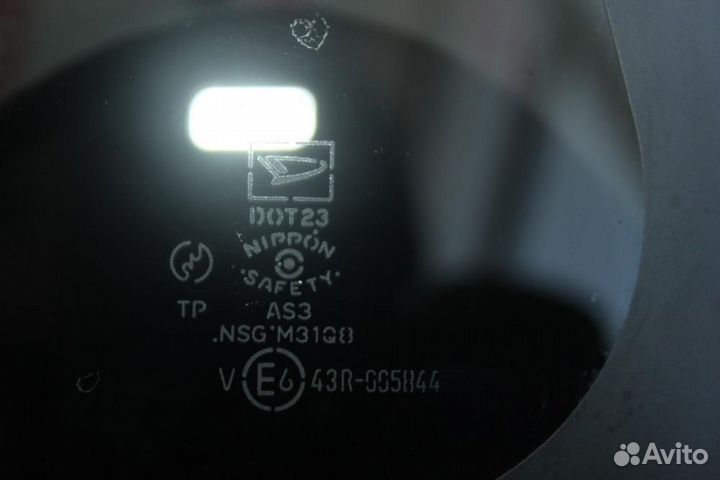 DOT23
NIPPON
SAFETY
TP AS3
.NSG M31Q8
V E6 43R-005844
Avito